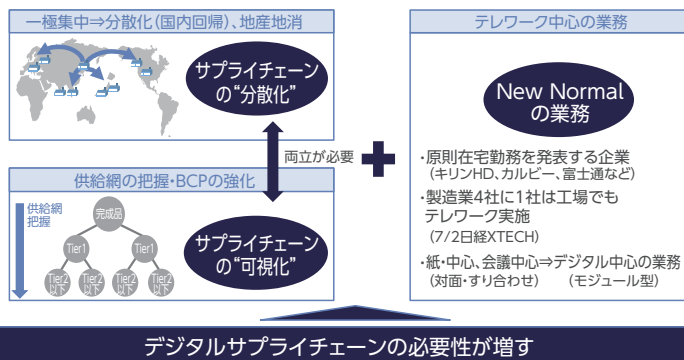 一極集中⇒分散化(国内回帰)、地産地消
サプライチェーン
の“分散化”
両立が必要
供給網の把握・BCPの強化
供給網
把握
完成品
Tier1
Tier1
Tier2
以下
Tier2
以下
Tier2
以下
Tier2
以下
サプライチェーン
の“可視化”
テレワーク中心の業務
New Normal
の業務
・原則在宅勤務を発表する企業
(キリンHD、カルビー、富士通など)
・製造業4社に1社は工場でも
テレワーク実施
(7/2日経XTECH)
・紙・中心、会議中心⇒デジタル中心の業務
(対面・すり合わせ) (モジュール型)
デジタルサプライチェーンの必要性が増す